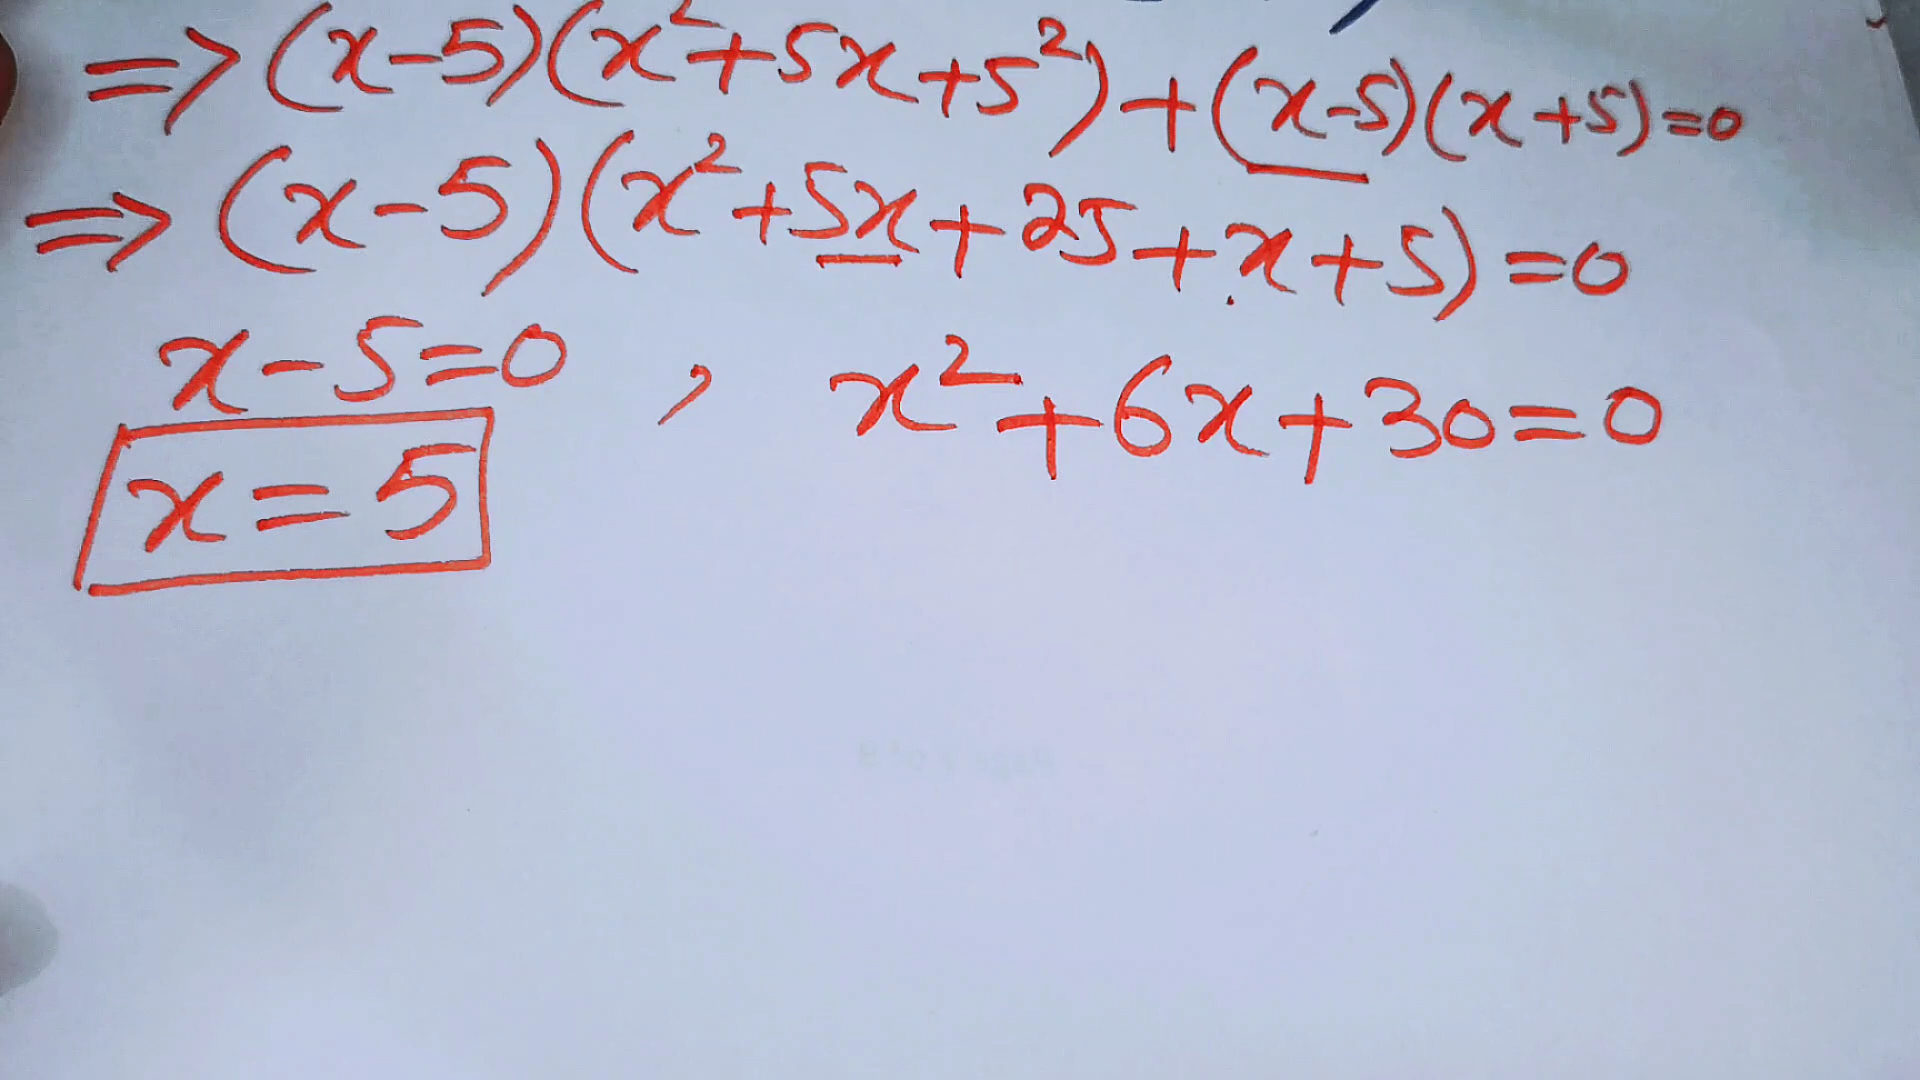 => (x-5)(x²+5x+5²)+(x-5)(x+5)=0
=> (x-5)(x²+5x+25+x+5)=0
x-5=0 , x²+6x+30=0
x=5